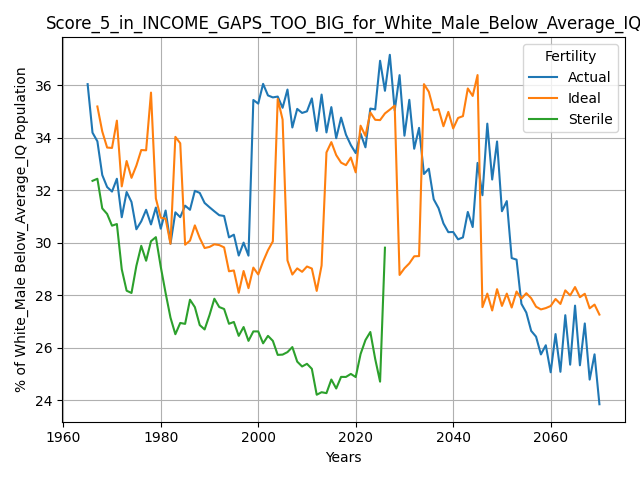 Score_5_in_INCOME_GAPS_TOO_BIG_for_White_Male_Below_Average_IQ
% of White_Male Below_Average_IQ Population
36
34
32
30
28
26
24
Fertility
Actual
Ideal
Sterile
1960
1980
2000
2020
2040
2060
Years